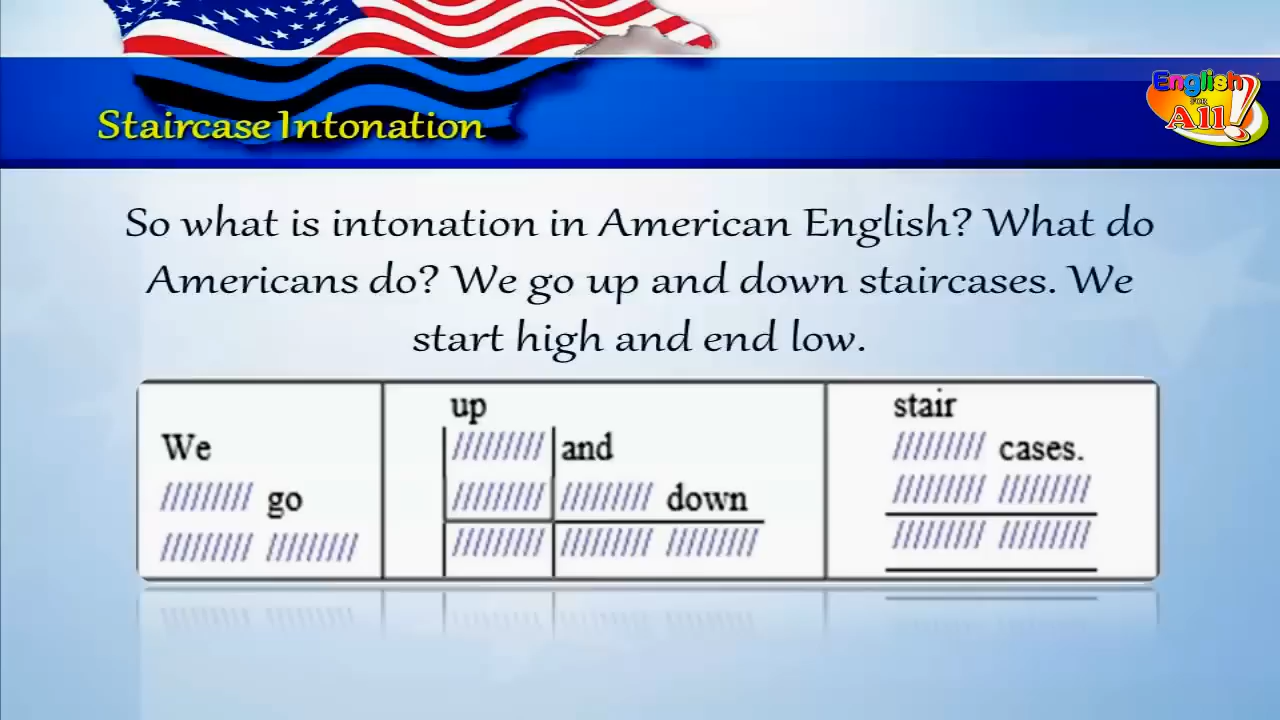 English
FOR
All!
Staircase Intonation
So what is intonation in American English? What do
Americans do? We go up and down staircases. We
start high and end low.
We
go
up
and
down
stair
cases.